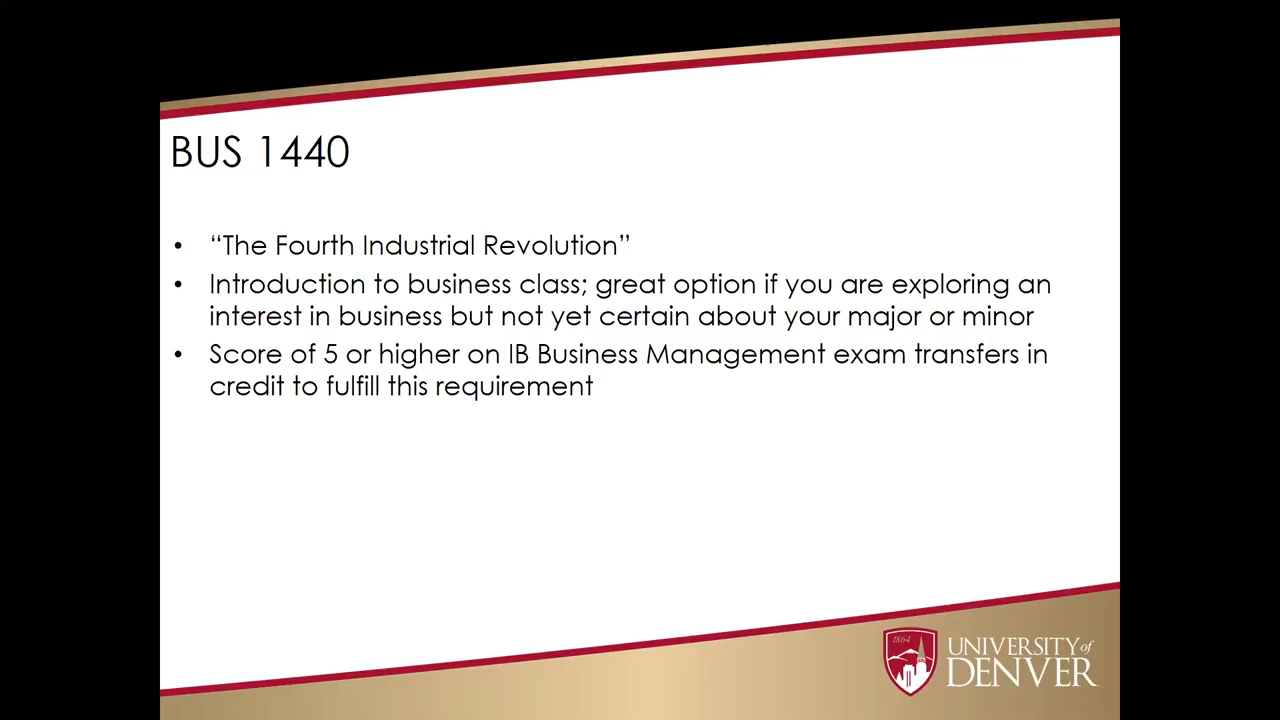 BUS 1440
• “The Fourth Industrial Revolution”
• Introduction to business class; great option if you are exploring an
interest in business but not yet certain about your major or minor
• Score of 5 or higher on IB Business Management exam transfers in
credit to fulfill this requirement
1864
UNIVERSITY of
DENVER